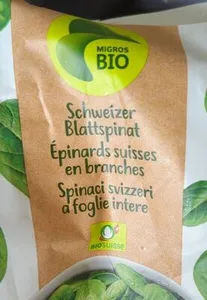 MIGROS
BIO
Schweizer
Blattspinat
Épinards suisses
en branches
Spinaci svizzeri
a foglie intere
BIOSUISSE